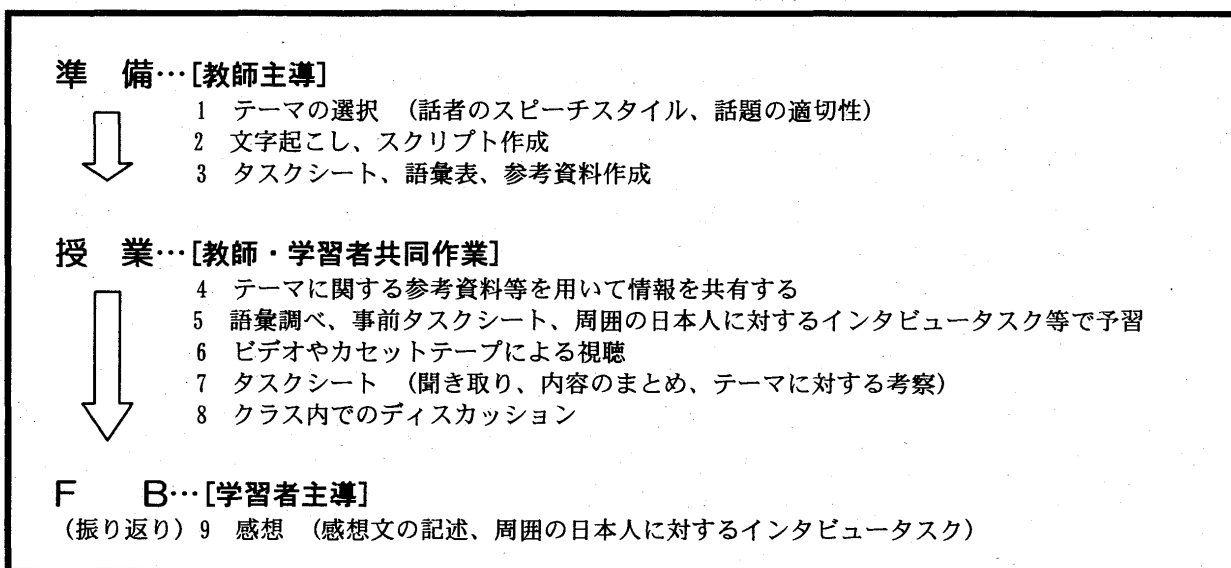 準　備…[教師主導]
1　テーマの選択　（話者のスピーチスタイル、話題の適切性）
2　文字起こし、スクリプト作成
3　タスクシート、語彙表、参考資料作成
授　業…[教師・学習者共同作業]
4　テーマに関する参考資料等を用いて情報を共有する
5　語彙調べ、事前タスクシート、周囲の日本人に対するインタビュータスク等で予習
6　ビデオやカセットテープによる視聴
7　タスクシート　（聞き取り、内容のまとめ、テーマに対する考察）
8　クラス内でのディスカッション
F　B…[学習者主導]
（振り返り）9　感想　（感想文の記述、周囲の日本人に対するインタビュータスク）